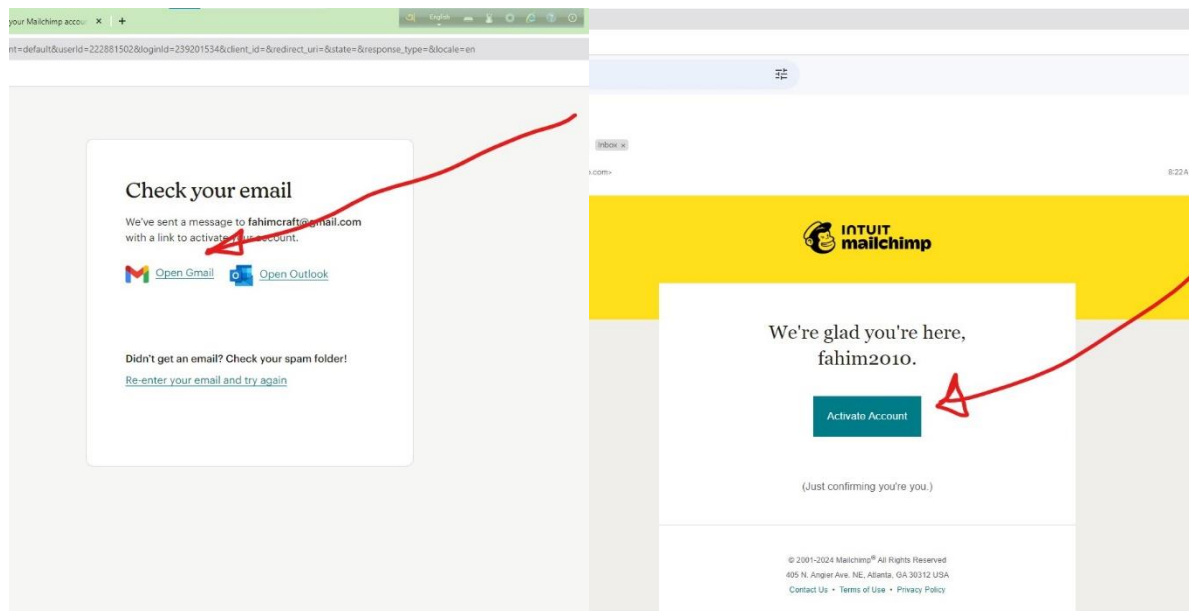 your Mailchimp accou
English
nt=default&userId=222881502&loginId=239201534&client_id=&redirect_uri=&state=&response_type=&locale=en
Check your email
We've sent a message to fahimcraft@gmail.com
with a link to activate your account.
Open Gmail
Open Outlook
Didn't get an email? Check your spam folder!
Re-enter your email and try again
Inbox x
.com>
8:22 A
INTUIT
mailchimp
We're glad you're here,
fahim2010.
Activate Account
(Just confirming you're you.)
© 2001-2024 Mailchimp® All Rights Reserved
405 N. Angier Ave. NE, Atlanta, GA 30312 USA
Contact Us • Terms of Use • Privacy Policy